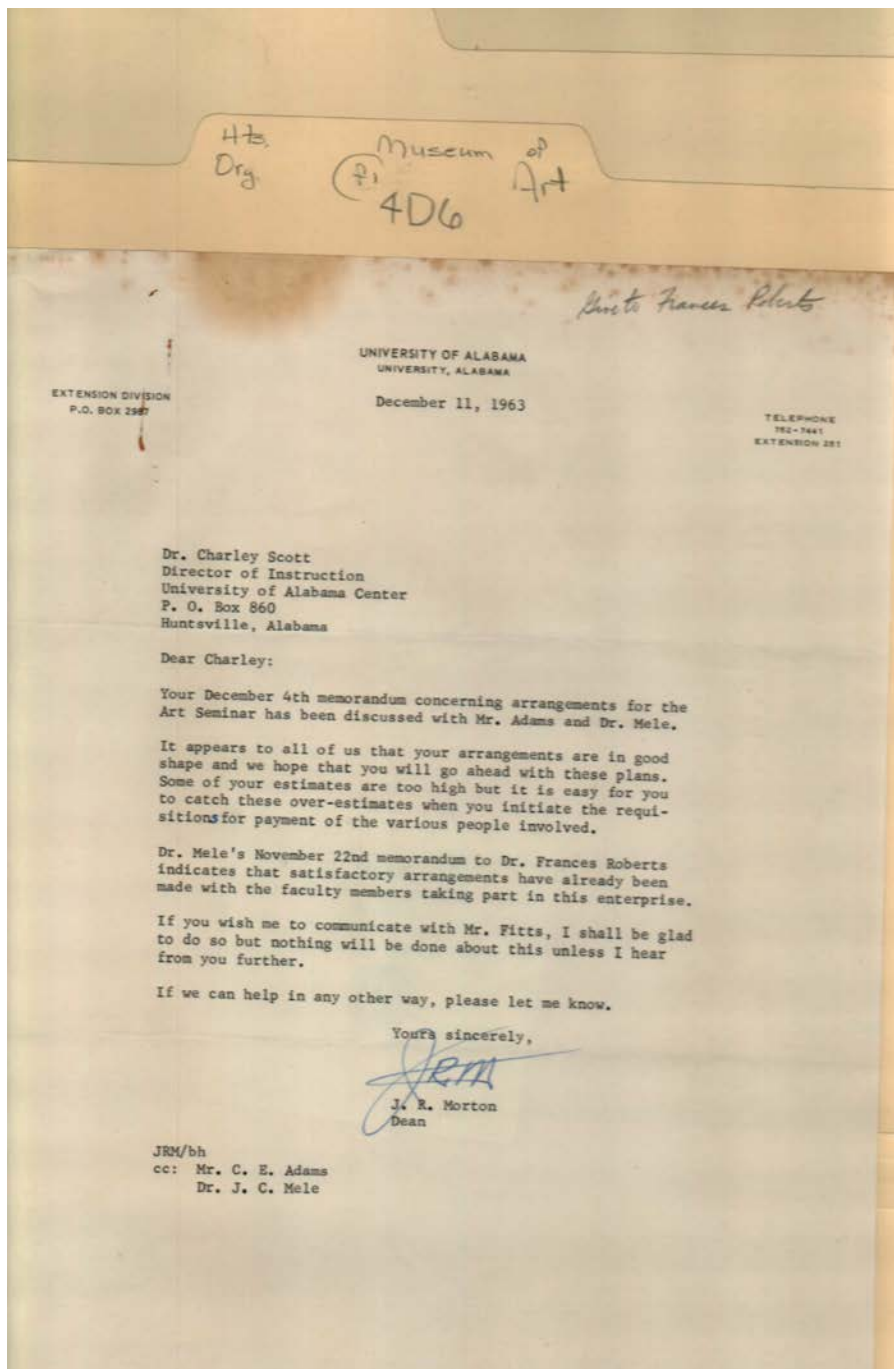 Hts. Museum of
Org. Art
4D6
Give to Frances Roberts
UNIVERSITY OF ALABAMA
UNIVERSITY, ALABAMA
EXTENSION DIVISION
P.O. BOX 2987
December 11, 1963
TELEPHONE
752-7441
EXTENSION 251
Dr. Charley Scott
Director of Instruction
University of Alabama Center
P. O. Box 860
Huntsville, Alabama
Dear Charley:
Your December 4th memorandum concerning arrangements for the
Art Seminar has been discussed with Mr. Adams and Dr. Mele.
It appears to all of us that your arrangements are in good
shape and we hope that you will go ahead with these plans.
Some of your estimates are too high but it is easy for you
to catch these over-estimates when you initiate the requi-
sitions for payment of the various people involved.
Dr. Mele's November 22nd memorandum to Dr. Frances Roberts
indicates that satisfactory arrangements have already been
made with the faculty members taking part in this enterprise.
If you wish me to communicate with Mr. Fitts, I shall be glad
to do so but nothing will be done about this unless I hear
from you further.
If we can help in any other way, please let me know.
Yours sincerely,
JRM
J. R. Morton
Dean
JRM/bh
cc: Mr. C. E. Adams
Dr. J. C. Mele